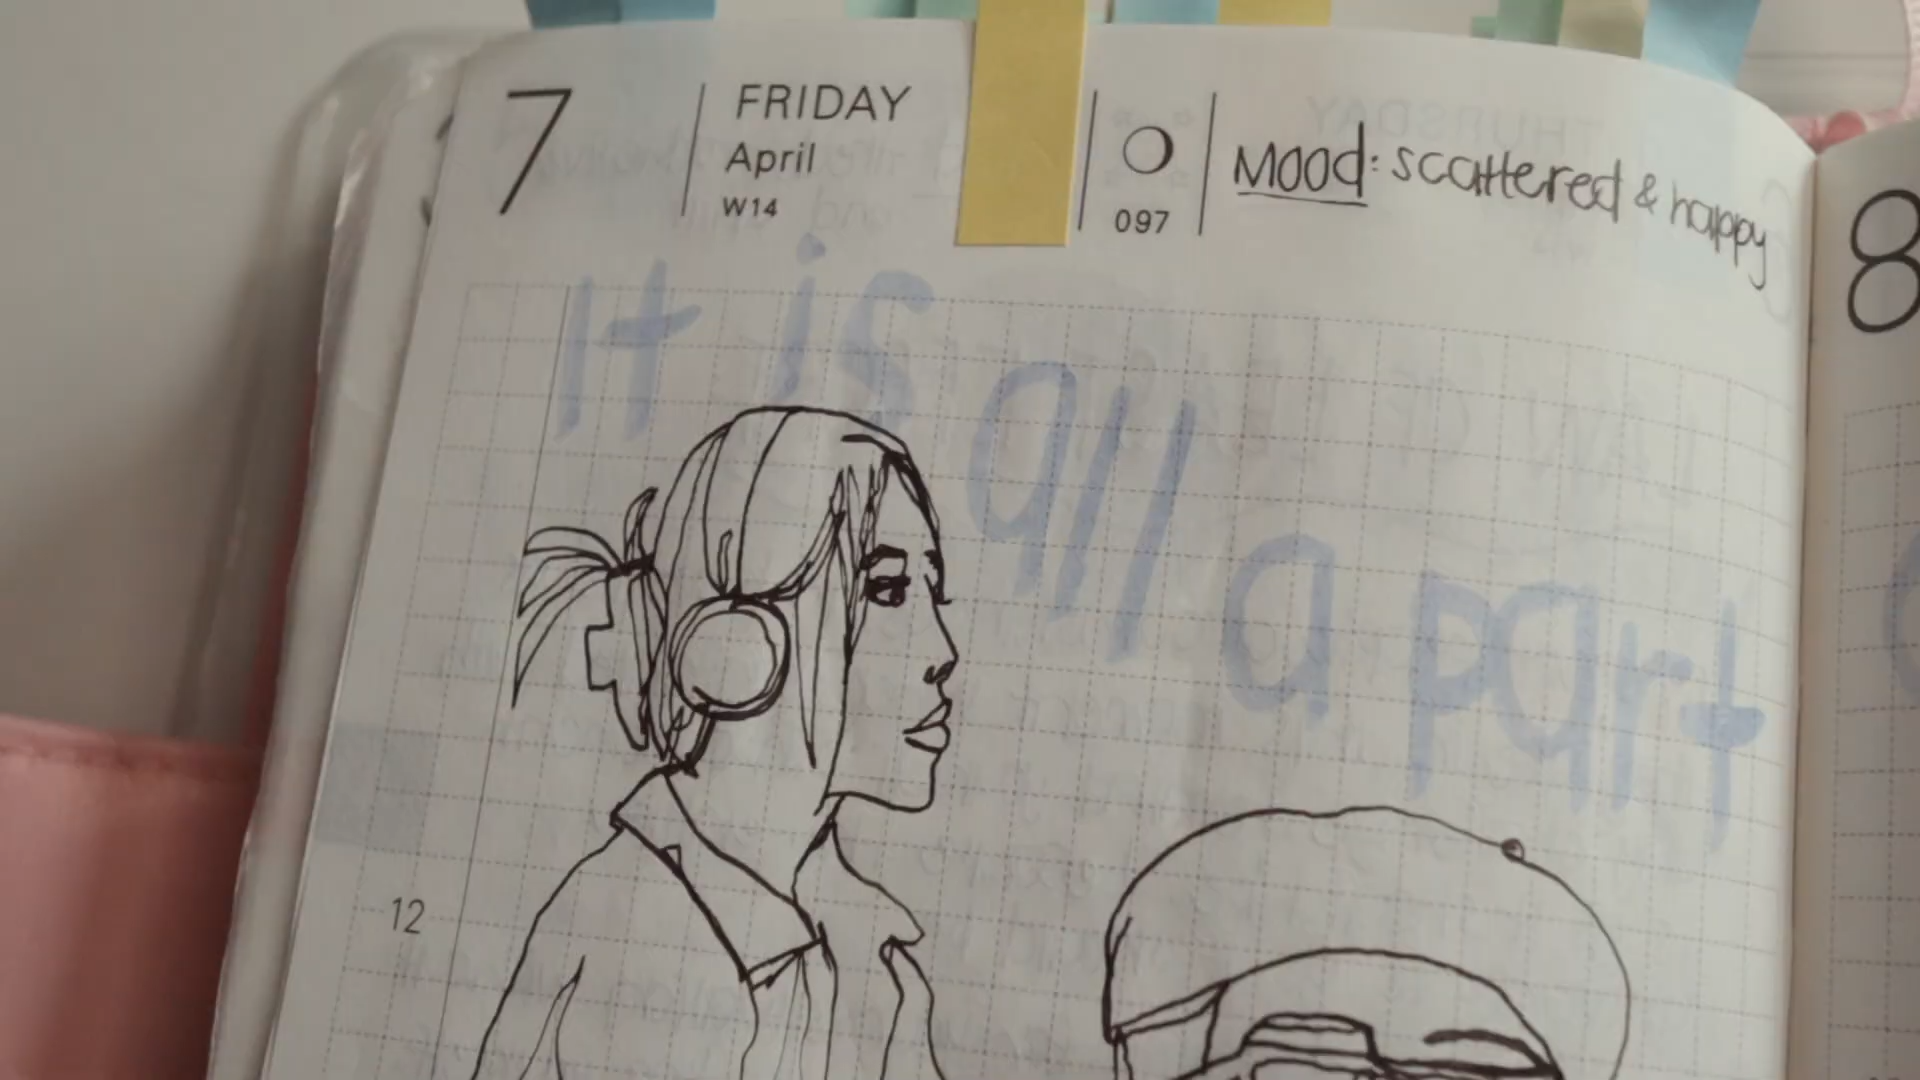 7
FRIDAY
April
W14
097
Mood: scattered & happy
8
It is all a part
12